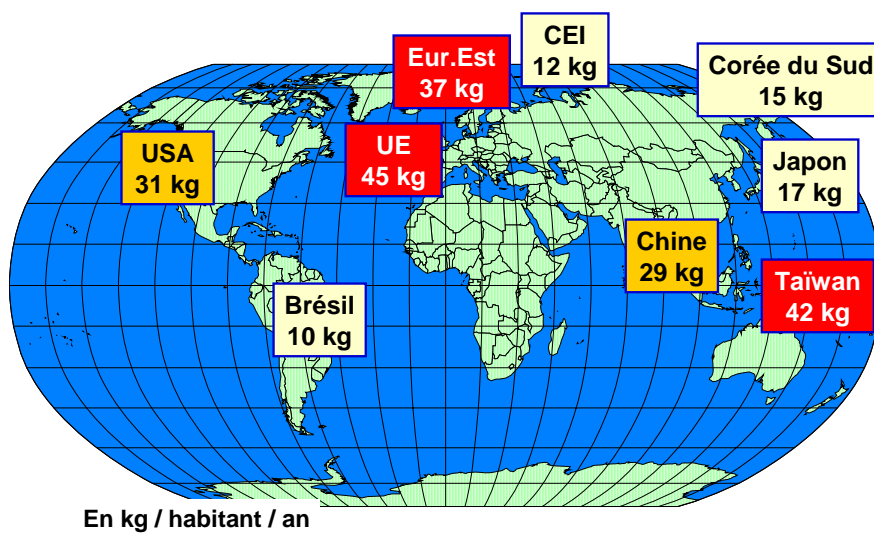 CEI
12 kg
Eur.Est
37 kg
Corée du Sud
15 kg
USA
31 kg
UE
45 kg
Japon
17 kg
Chine
29 kg
Taïwan
42 kg
Brésil
10 kg
En kg / habitant / an